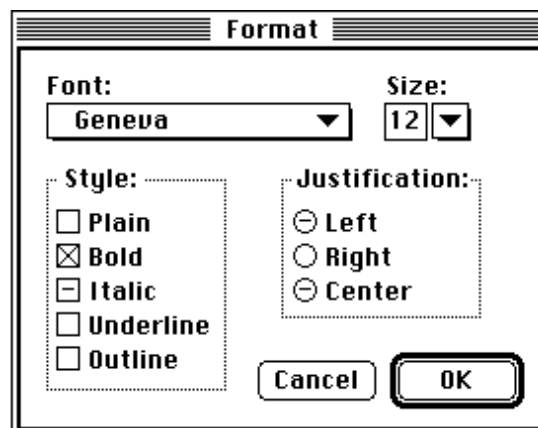 Format
Font:
Size:
Geneva
12
Style:
Justification:
Plain
Left
Bold
Right
Italic
Center
Underline
Outline
Cancel
OK